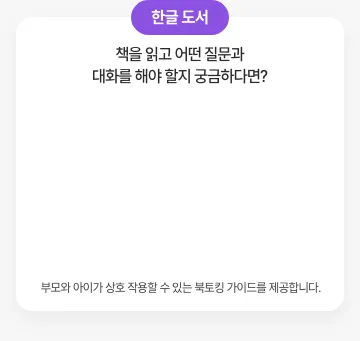 한글 도서
책을 읽고 어떤 질문과
대화를 해야 할지 궁금하다면?
부모와 아이가 상호 작용할 수 있는 북토킹 가이드를 제공합니다.